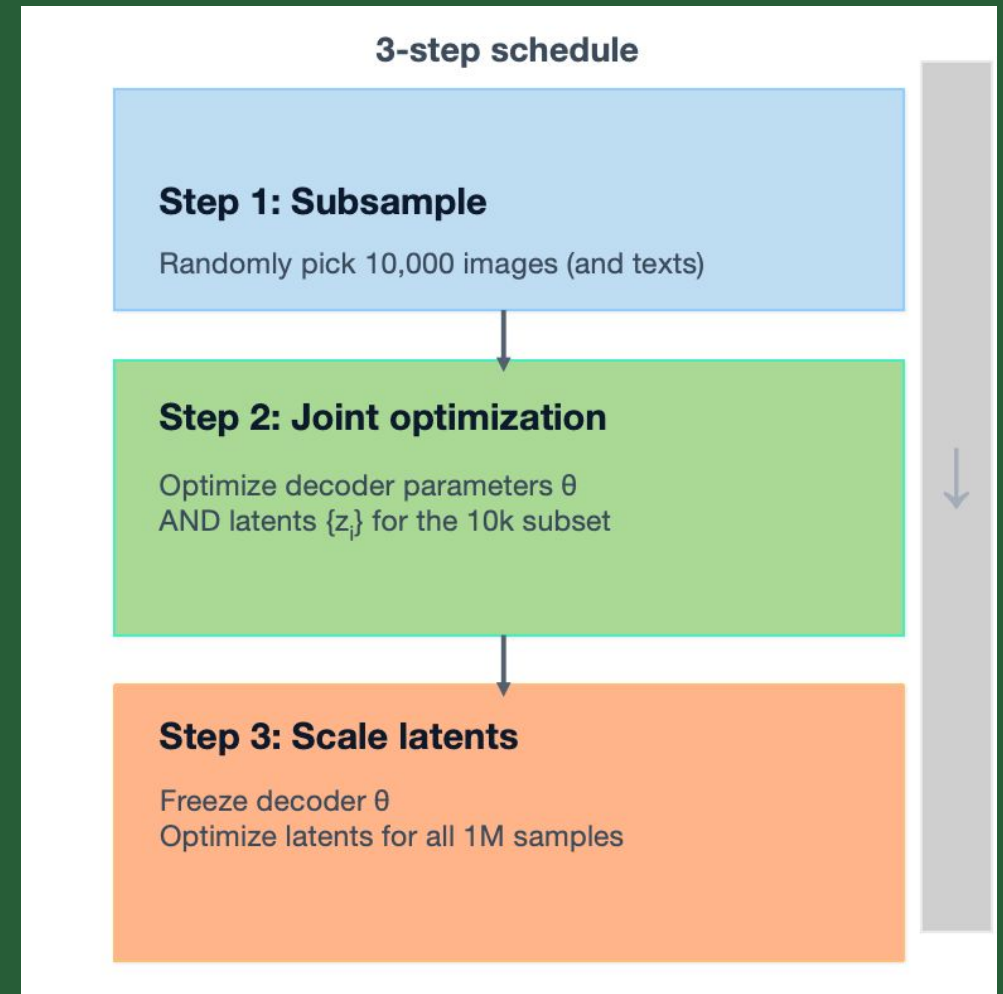 3-step schedule
Step 1: Subsample
Randomly pick 10,000 images (and texts)
Step 2: Joint optimization
Optimize decoder parameters θ
AND latents {zᵢ} for the 10k subset
Step 3: Scale latents
Freeze decoder θ
Optimize latents for all 1M samples